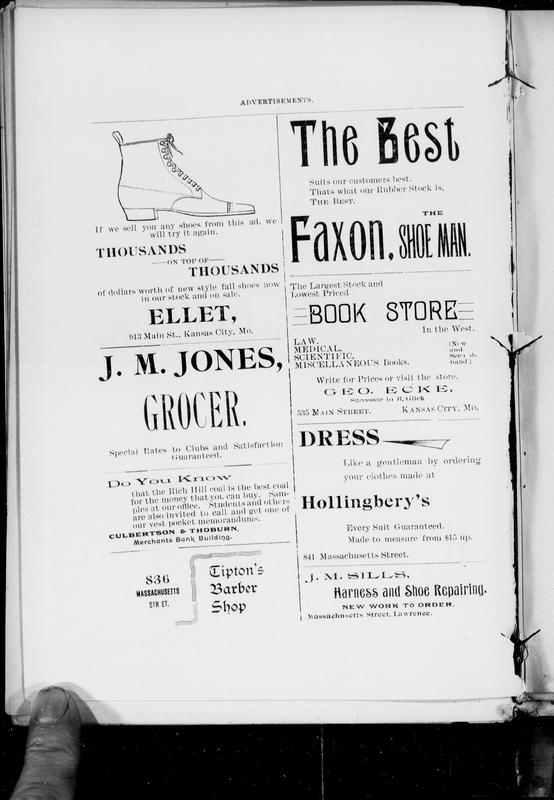 ADVERTISEMENTS.
If we sell you any shoes from this ad. we
will try it again.
THOUSANDS
—ON TOP OF—
THOUSANDS
of dollars worth of new style fall shoes now
in our stock and on sale.
ELLET,
913 Main St., Kansas City, Mo.
J. M. JONES,
GROCER.
Special Rates to Clubs and Satisfaction
Guaranteed.
DO YOU KNOW
that the Rich Hill coal is the best coal
for the money that you can buy. Sam-
ples at our office. Students and others
are also invited to call and get one of
our vest pocket memorandums.
CULBERTSON & THOBURN,
Merchants Bank Building.
836
MASSACHUSETTS
STREET.
Tipton's
Barber
Shop
The Best
Suits our customers best.
Thats what our Rubber Stock is,
THE BEST.
THE
Faxon, SHOE MAN.
The Largest Stock and
Lowest Priced
BOOK STORE
In the West.
LAW,
MEDICAL,
SCIENTIFIC,
MISCELLANEOUS Books.
(New
and
Second-
hand)
Write for Prices or visit the store.
GEO. ECKE,
Successor to B. Glick
535 MAIN STREET. KANSAS CITY, MO.
DRESS
Like a gentleman by ordering
your clothes made at
Hollingbery's
Every Suit Guaranteed.
Made to measure from $15 up.
841 Massachusetts Street.
J. M. SILLS,
Harness and Shoe Repairing.
NEW WORK TO ORDER.
Massachusetts Street, Lawrence.